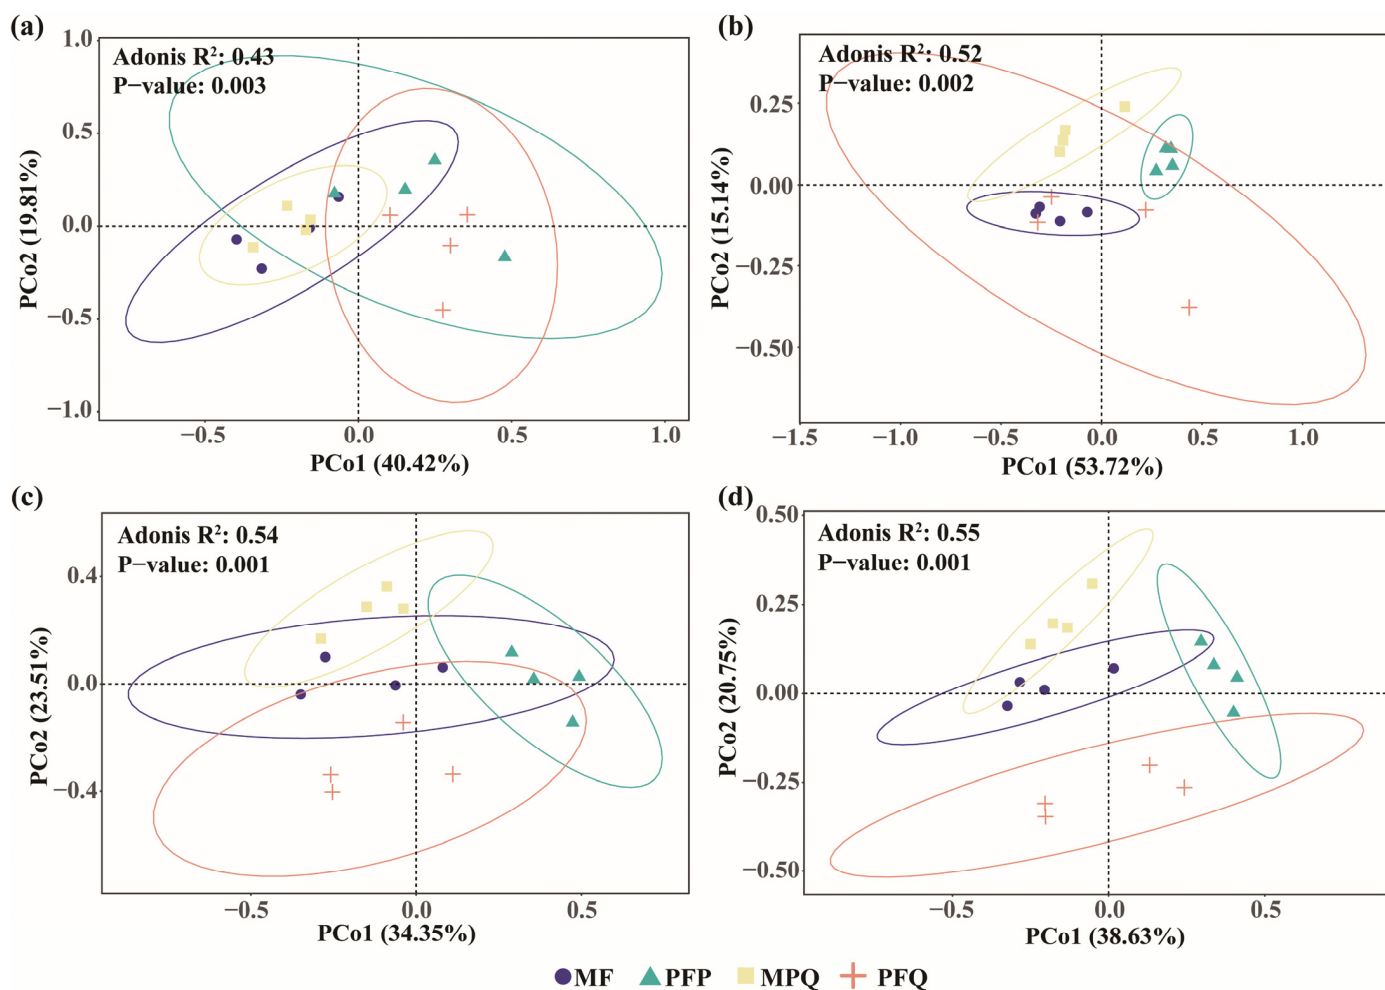 (a)
Adonis R²: 0.43
P−value: 0.003
1.0
0.5
0.0
−0.5
−1.0
PCo2 (19.81%)
−0.5 0.0 0.5 1.0
PCo1 (40.42%)
(b)
Adonis R²: 0.52
P−value: 0.002
0.25
0.00
−0.25
−0.50
PCo2 (15.14%)
−1.5 −1.0 −0.5 0.0 0.5 1.0
PCo1 (53.72%)
(c)
Adonis R²: 0.54
P−value: 0.001
0.4
0.0
−0.4
PCo2 (23.51%)
−0.5 0.0 0.5
PCo1 (34.35%)
(d)
Adonis R²: 0.55
P−value: 0.001
0.50
0.25
0.00
−0.25
−0.50
PCo2 (20.75%)
−0.5 0.0 0.5
PCo1 (38.63%)
MF PFP MPQ PFQ